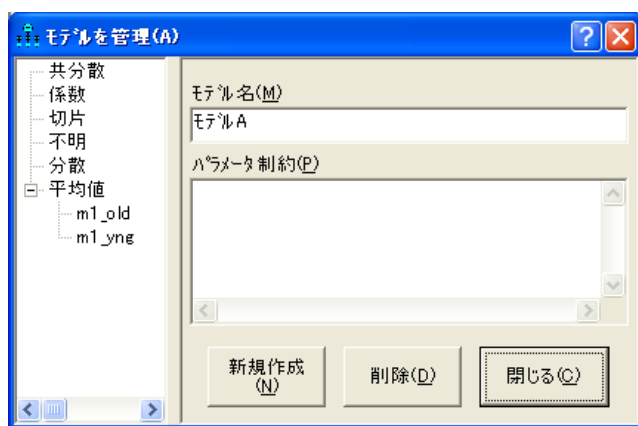 モデルを管理(A)
共分散
係数
切片
不明
分散
平均値
m1_old
m1_yng
モデル名(M)
モデルA
パラメータ制約(P)
新規作成
(N)
削除(D)
閉じる(C)